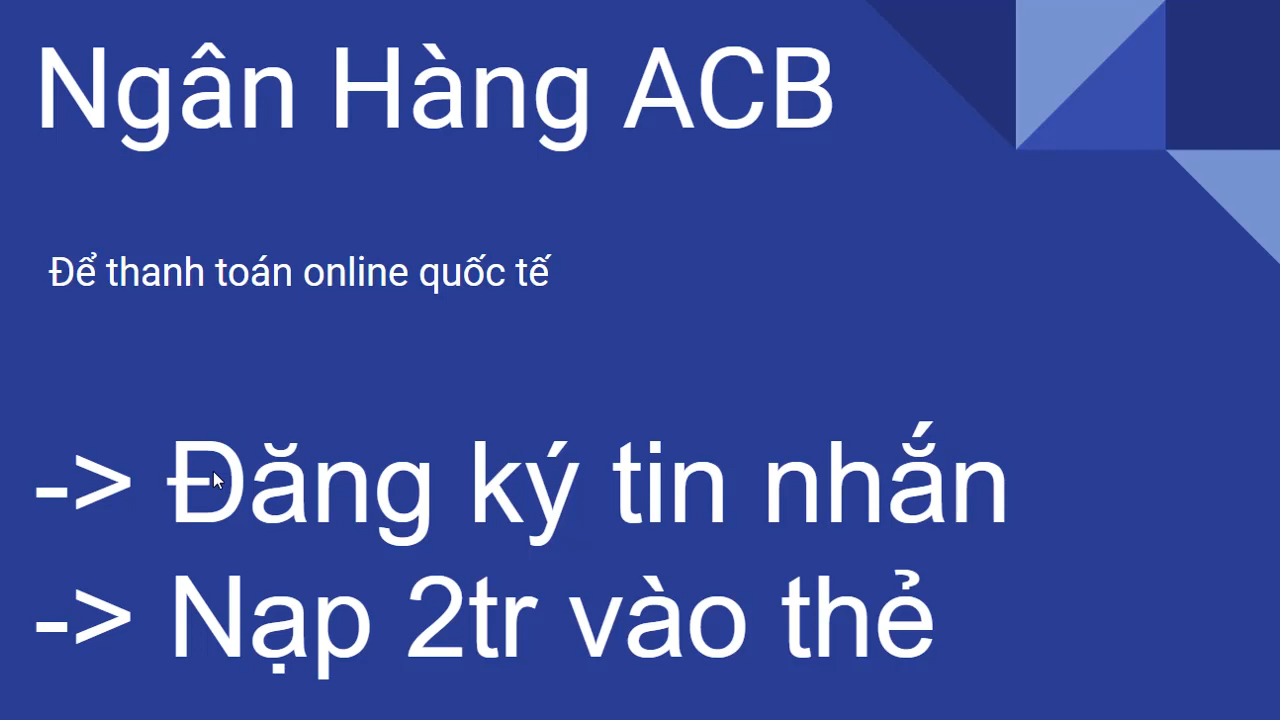 Ngân Hàng ACB
Để thanh toán online quốc tế
-> Đăng ký tin nhắn
-> Nạp 2tr vào thẻ